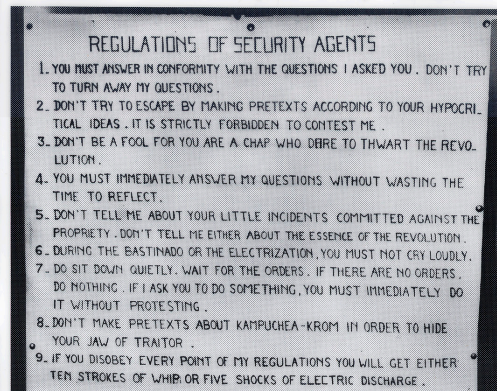 REGULATIONS OF SECURITY AGENTS
1. YOU MUST ANSWER IN CONFORMITY WITH THE QUESTIONS I ASKED YOU. DON'T TRY
TO TURN AWAY MY QUESTIONS.
2. DON'T TRY TO ESCAPE BY MAKING PRETEXTS ACCORDING TO YOUR HYPOCRI_
TICAL IDEAS. IT IS STRICTLY FORBIDDEN TO CONTEST ME.
3. DON'T BE A FOOL FOR YOU ARE A CHAP WHO DARE TO THWART THE REVO_
LUTION.
4. YOU MUST IMMEDIATELY ANSWER MY QUESTIONS WITHOUT WASTING THE
TIME TO REFLECT.
5. DON'T TELL ME ABOUT YOUR LITTLE INCIDENTS COMMITTED AGAINST THE
PROPRIETY. DON'T TELL ME EITHER ABOUT THE ESSENCE OF THE REVOLUTION.
6_ DURING THE BASTINADO OR THE ELECTRIZATION, YOU MUST NOT CRY LOUDLY.
7_ DO SIT DOWN QUIETLY. WAIT FOR THE ORDERS. IF THERE ARE NO ORDERS.
DO NOTHING. IF I ASK YOU TO DO SOMETHING, YOU MUST IMMEDIATELY DO
IT WITHOUT PROTESTING.
8_ DON'T MAKE PRETEXTS ABOUT KAMPUCHEA-KROM IN ORDER TO HIDE
YOUR JAW OF TRAITOR.
9_ IF YOU DISOBEY EVERY POINT OF MY REGULATIONS YOU WILL GET EITHER
TEN STROKES OF WHIP OR FIVE SHOCKS OF ELECTRIC DISCHARGE.